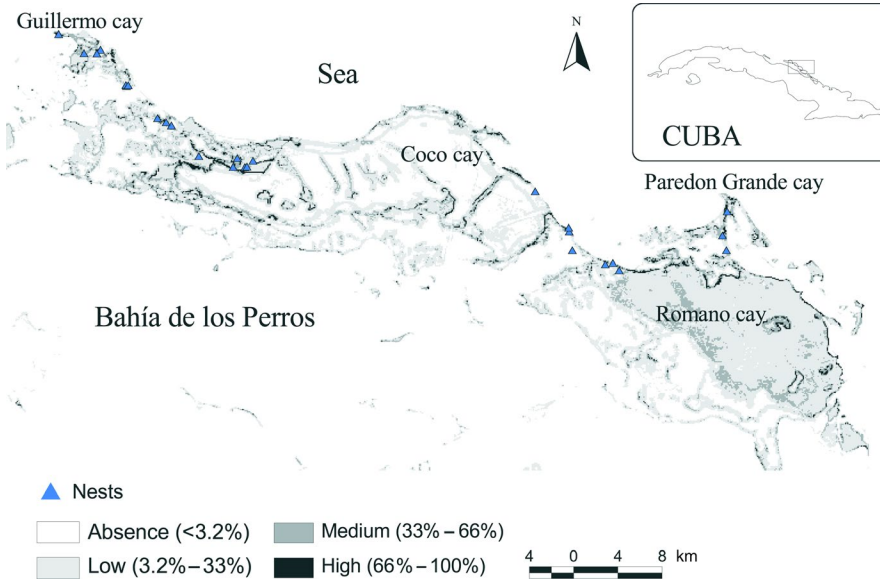 Guillermo cay
Sea
N
CUBA
Coco cay
Paredon Grande cay
Bahía de los Perros
Romano cay
Nests
Absence (<3.2%)
Medium (33%–66%)
Low (3.2%–33%)
High (66%–100%)
4 0 4 8 km